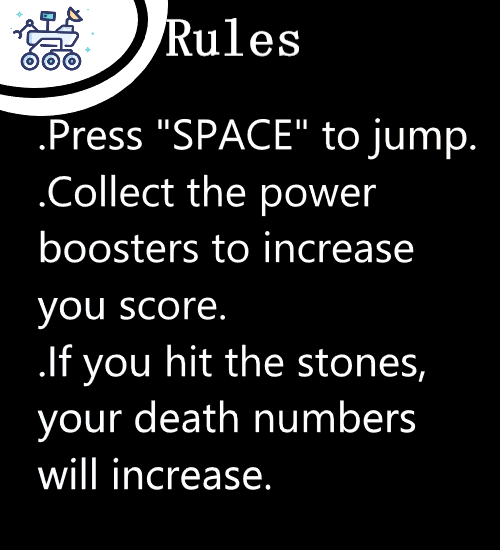 Rules
.Press "SPACE" to jump.
.Collect the power
boosters to increase
you score.
.If you hit the stones,
your death numbers
will increase.